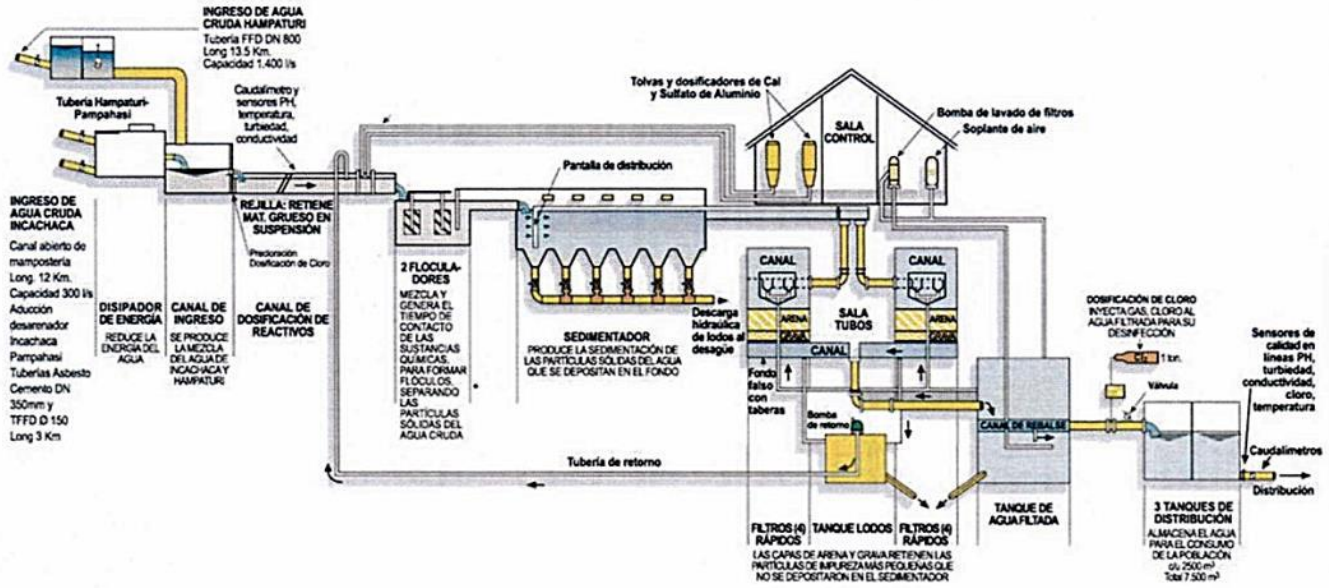 INGRESO DE AGUA
CRUDA HAMPATURI
Tubería FFD DN 800
Long 13.5 Km.
Capacidad 1.400 l/s
Tubería Hampaturi-
Pampahasi
Caudalímetro y
sensores PH,
temperatura,
turbiedad,
conductividad
INGRESO DE
AGUA CRUDA
INCACHACA
Canal abierto de
mampostería
Long. 12 Km.
Capacidad 300 l/s
Aducción
desarenador
Incachaca
Pampahasi
Tuberías Asbesto
Cemento DN
350mm y
TFFD Ø 150
Long 3 Km
DISIPADOR
DE ENERGÍA
REDUCE LA
ENERGÍA DEL
AGUA
CANAL DE
INGRESO
SE PRODUCE
LA MEZCLA
DEL AGUA DE
INCACHACA Y
HAMPATURI
REJILLA: RETIENE
MAT. GRUESO EN
SUSPENSIÓN
Precloración
Dosificación de Cloro
CANAL DE
DOSIFICACIÓN DE
REACTIVOS
2 FLOCULA-
DORES
MEZCLA Y
GENERA EL
TIEMPO DE
CONTACTO
DE LAS
SUSTANCIAS
QUÍMICAS,
PARA FORMAR
FLÓCULOS,
SEPARANDO
LAS
PARTÍCULAS
SÓLIDAS DEL
AGUA CRUDA
Pantalla de distribución
SEDIMENTADOR
PRODUCE LA SEDIMENTACIÓN DE
LAS PARTÍCULAS SÓLIDAS DEL AGUA
QUE SE DEPOSITAN EN EL FONDO
Descarga
hidraúlica
de lodos al
desagüe
Tolvas y dosificadores de Cal
y Sulfato de Aluminio
SALA
CONTROL
Bomba de lavado de filtros
Soplante de aire
CANAL
CANAL
ARENA
GRAVA
SALA
TUBOS
ARENA
GRAVA
CANAL
Fondo
falso
con
taberas
Bomba
de retorno
Tubería de retorno
FILTROS (4)
RÁPIDOS
TANQUE LODOS
FILTROS (4)
RÁPIDOS
LAS CAPAS DE ARENA Y GRAVA RETIENEN LAS
PARTÍCULAS DE IMPUREZA MÁS PEQUEÑAS QUE
NO SE DEPOSITARON EN EL SEDIMENTADOR
CANAL DE REBALSE
TANQUE DE
AGUA FILTADA
DOSIFICACIÓN DE CLORO
INYECTA GAS, CLORO AL
AGUA FILTRADA PARA SU
DESINFECCIÓN
Cl₂
1 ton.
Válvula
Sensores de
calidad en
líneas PH,
turbiedad,
conductividad,
cloro,
temperatura
Caudalímetros
Distribución
3 TANQUES DE
DISTRIBUCIÓN
ALMACENA EL AGUA
PARA EL CONSUMO
DE LA POBLACIÓN
c/u 2500 m³
Total 7.500 m³